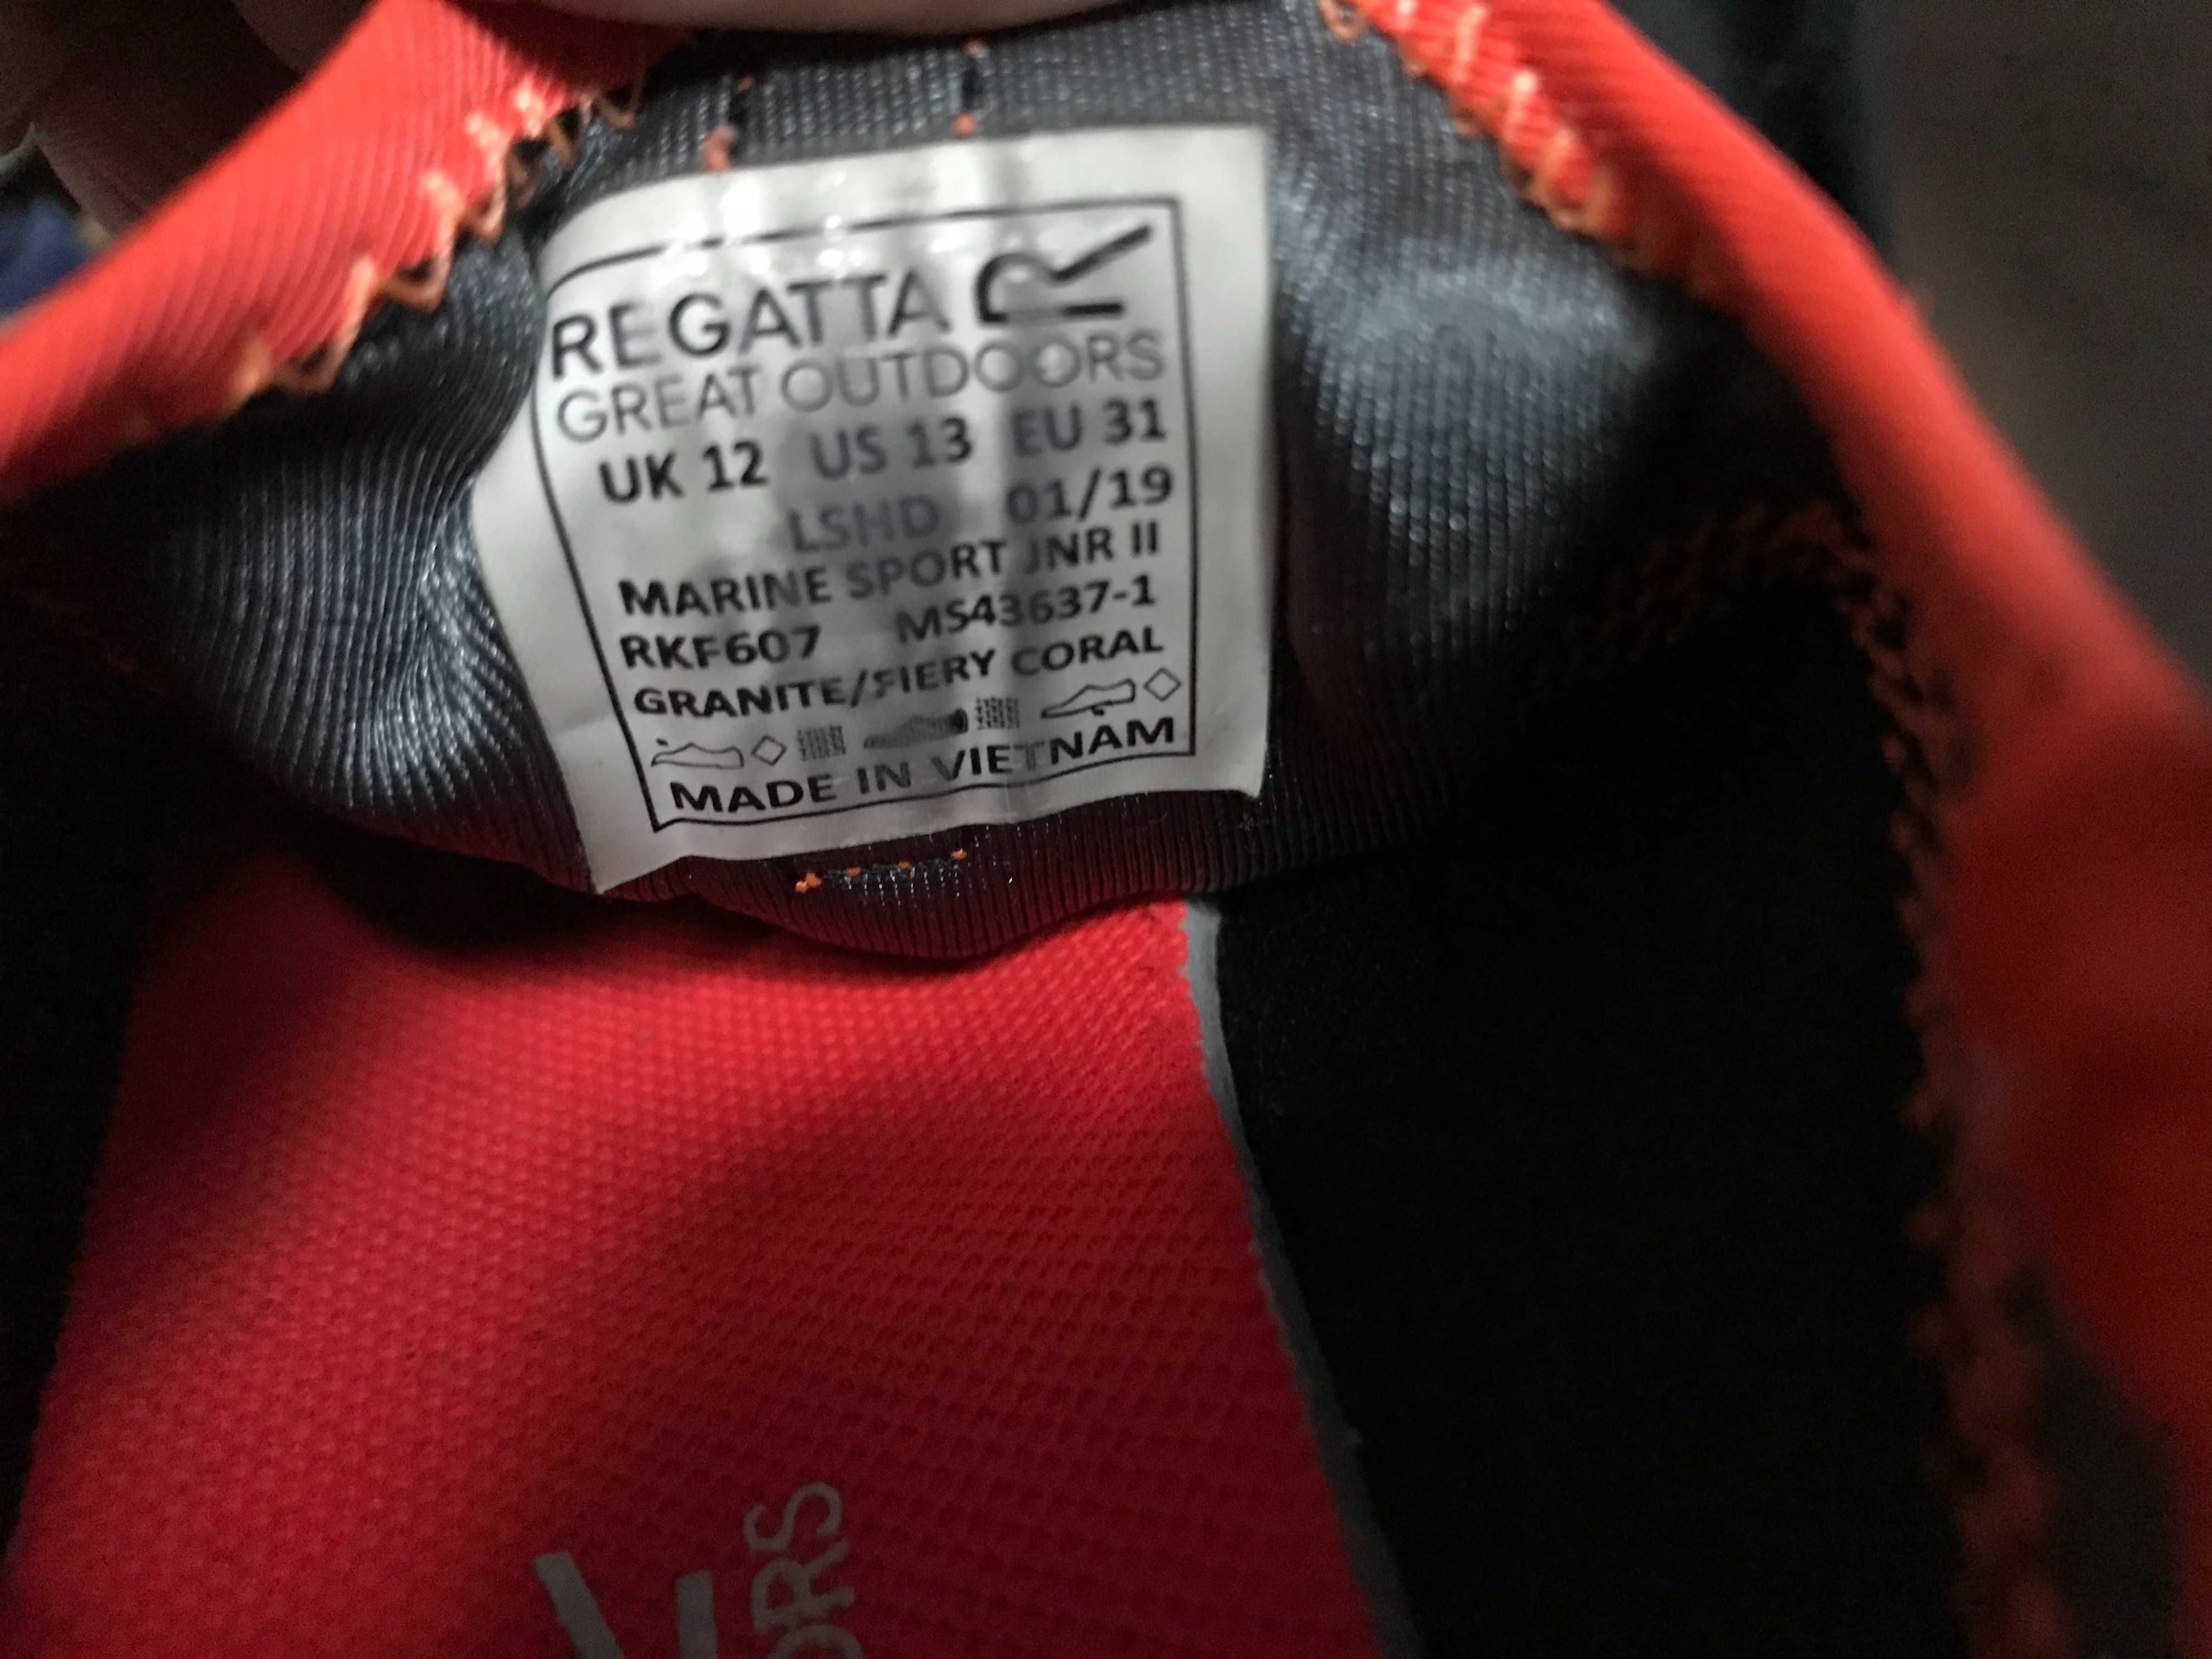 REGATTA
GREAT OUTDOORS
UK 12 US 13 EU 31
LSHD 01/19
MARINE SPORT JNR II
RKF607 MS43637-1
GRANITE/FIERY CORAL
MADE IN VIETNAM
ORS